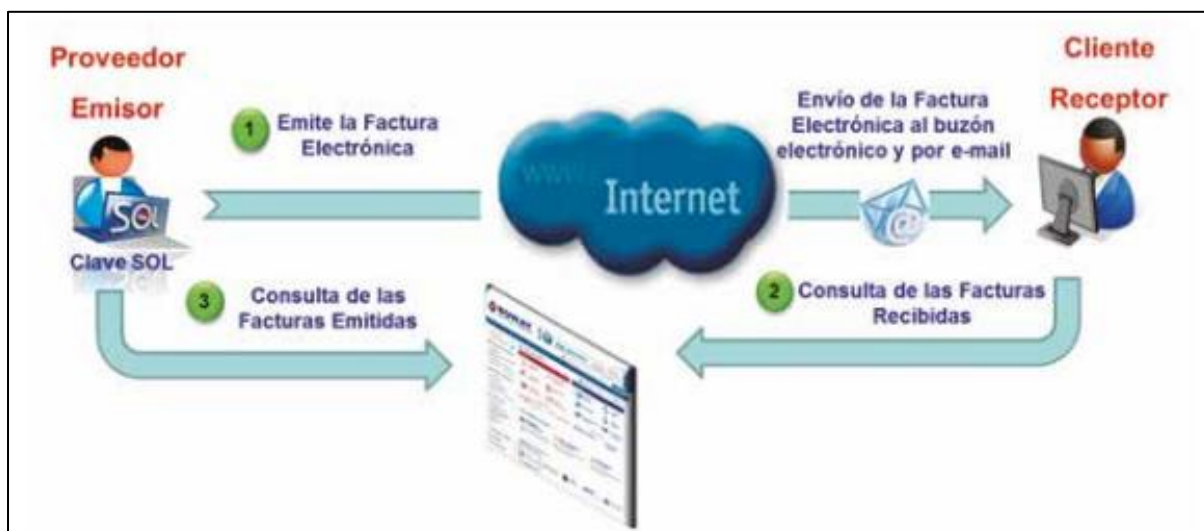 Proveedor
Emisor
1
Emite la Factura
Electrónica
SOL
Clave SOL
www.
Internet
Envío de la Factura
Electrónica al buzón
electrónico y por e-mail
@
Cliente
Receptor
3
Consulta de las
Facturas Emitidas
2
Consulta de las Facturas
Recibidas